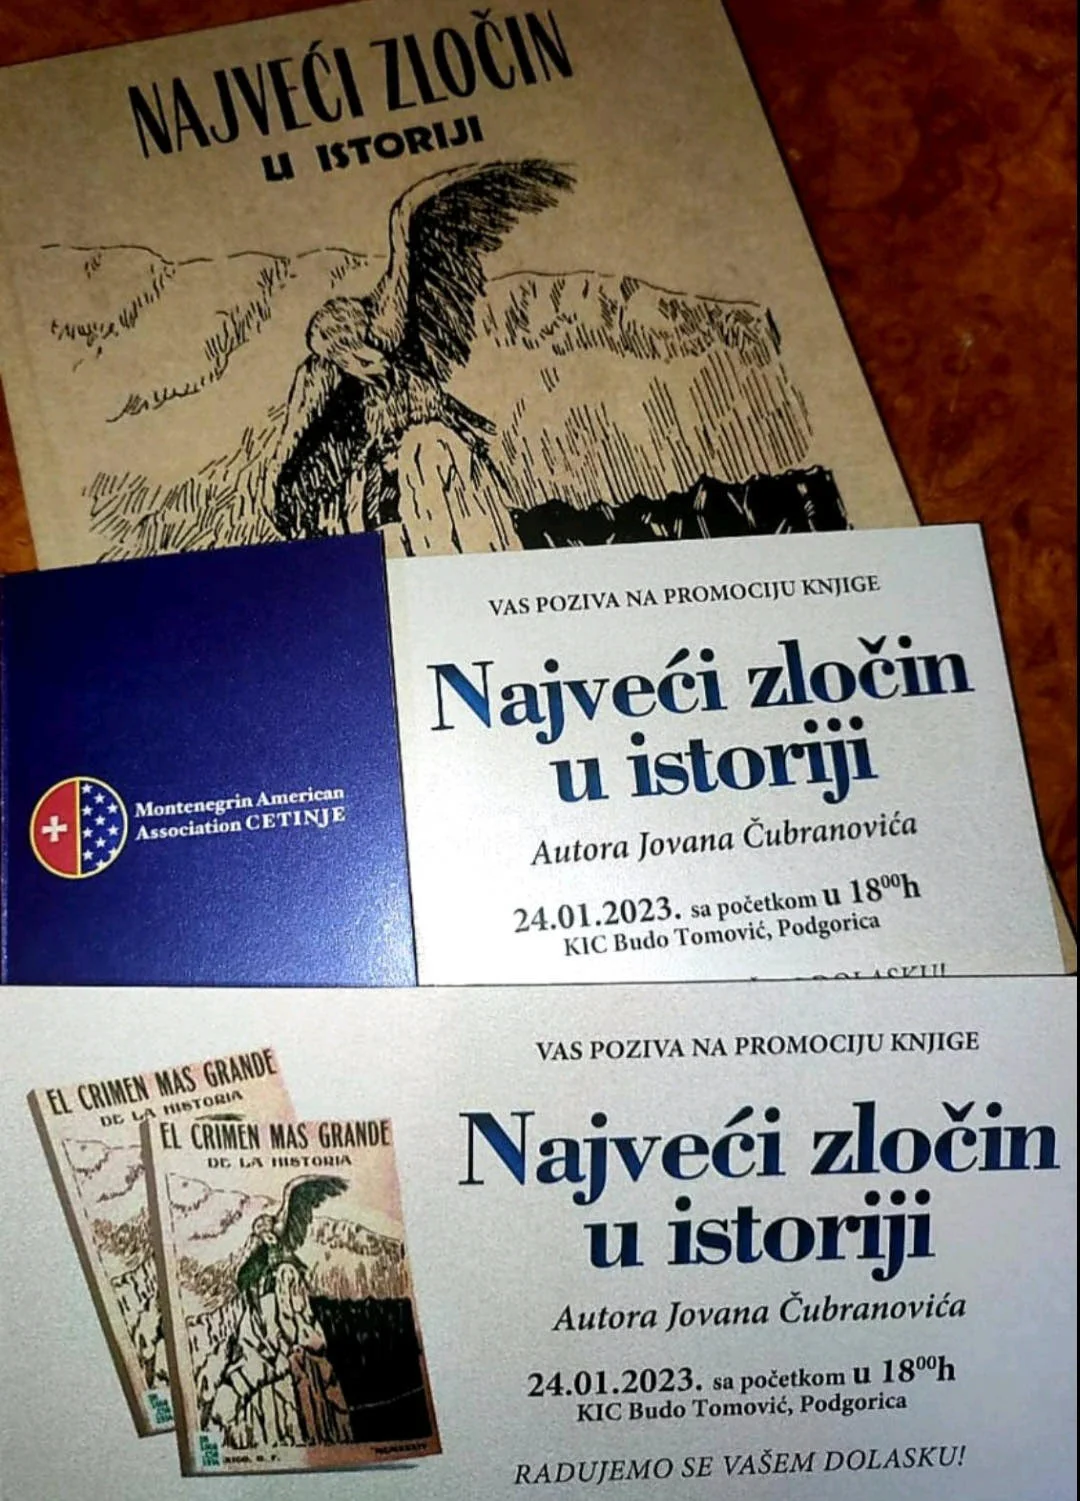 NAJVEĆI ZLOČIN
U ISTORIJI
VAS POZIVA NA PROMOCIJU KNJIGE
Najveći zločin
u istoriji
Autora Jovana Čubranovića
24.01.2023. sa početkom u 18⁰⁰h
KIC Budo Tomović, Podgorica
Montenegrin American
Association CETINJE
EL CRIMEN MAS GRANDE
DE LA HISTORIA
EL CRIMEN MAS GRANDE
DE LA HISTORIA
VAS POZIVA NA PROMOCIJU KNJIGE
Najveći zločin
u istoriji
Autora Jovana Čubranovića
24.01.2023. sa početkom u 18⁰⁰h
KIC Budo Tomović, Podgorica
RADUJEMO SE VAŠEM DOLASKU!